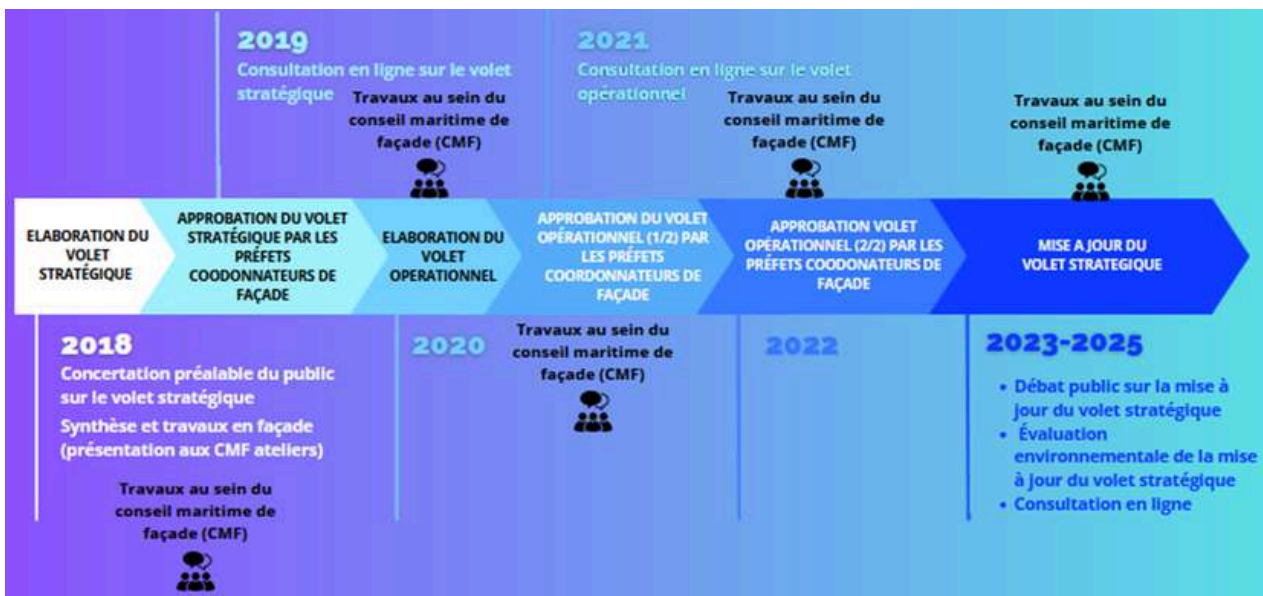 2019
Consultation en ligne sur le volet
stratégique
Travaux au sein du
conseil maritime de
façade (CMF)
2021
Consultation en ligne sur le volet
opérationnel
Travaux au sein du
conseil maritime de
façade (CMF)
Travaux au sein du
conseil maritime de
façade (CMF)
ELABORATION DU
VOLET
STRATÉGIQUE
APPROBATION DU VOLET
STRATÉGIQUE PAR LES
PRÉFETS
COODONNATEURS DE
FAÇADE
ELABORATION DU
VOLET
OPERATIONNEL
APPROBATION DU VOLET
OPÉRATIONNEL (1/2) PAR
LES PRÉFETS
COORDONNATEURS DE
FAÇADE
APPROBATION VOLET
OPÉRATIONNEL (2/2) PAR LES
PRÉFETS COODONATEURS DE
FAÇADE
MISE A JOUR DU
VOLET STRATEGIQUE
2018
Concertation préalable du public
sur le volet stratégique
Synthèse et travaux en façade
(présentation aux CMF ateliers)
Travaux au sein du
conseil maritime de
façade (CMF)
2020
Travaux au sein du
conseil maritime de
façade (CMF)
2022
2023-2025
• Débat public sur la mise à
jour du volet stratégique
• Évaluation
environnementale de la mise
à jour du volet stratégique
• Consultation en ligne